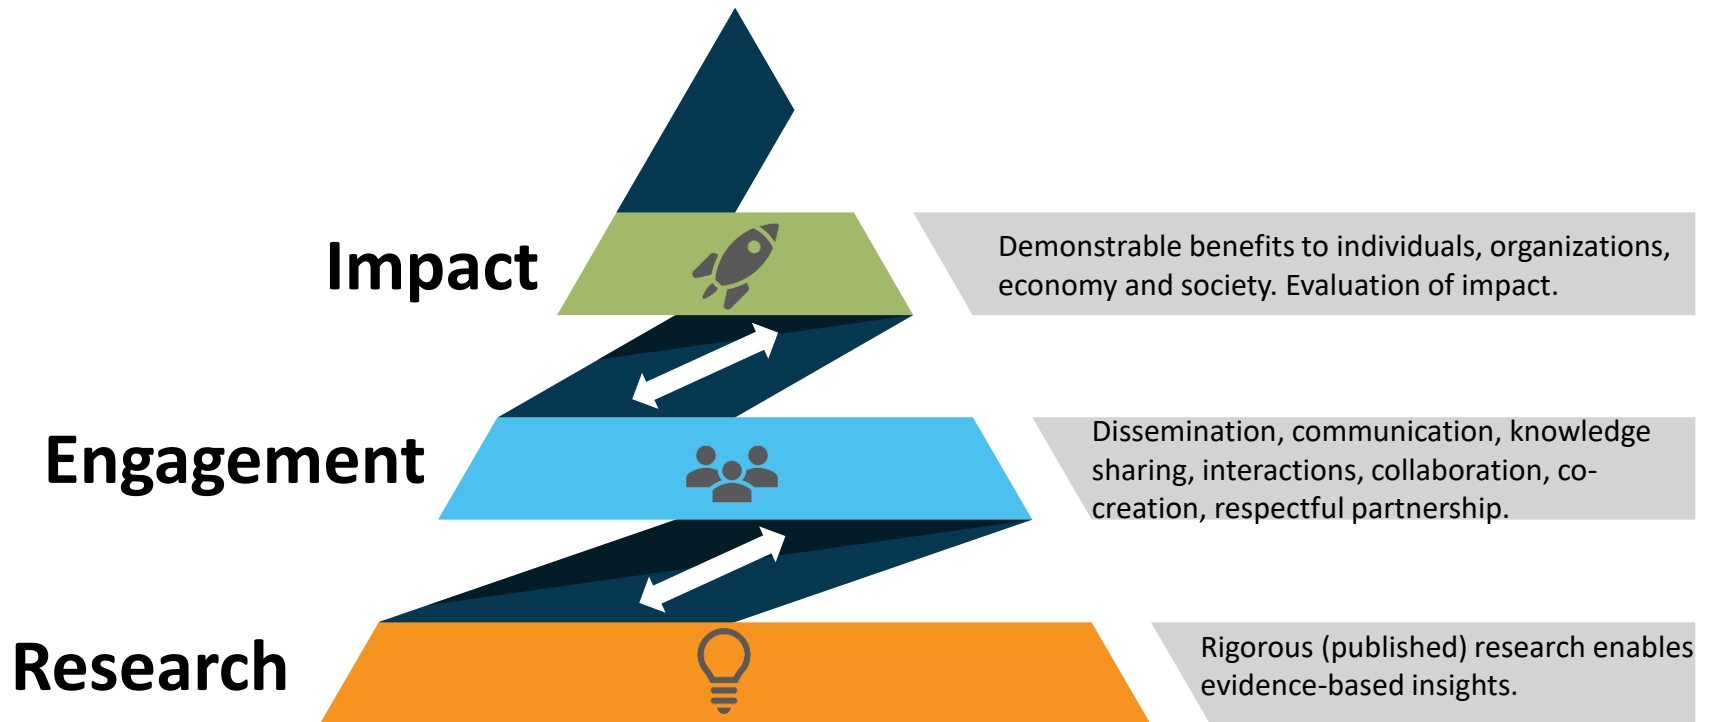 Impact
Demonstrable benefits to individuals, organizations,
economy and society. Evaluation of impact.
Engagement
Dissemination, communication, knowledge
sharing, interactions, collaboration, co-
creation, respectful partnership.
Research
Rigorous (published) research enables
evidence-based insights.